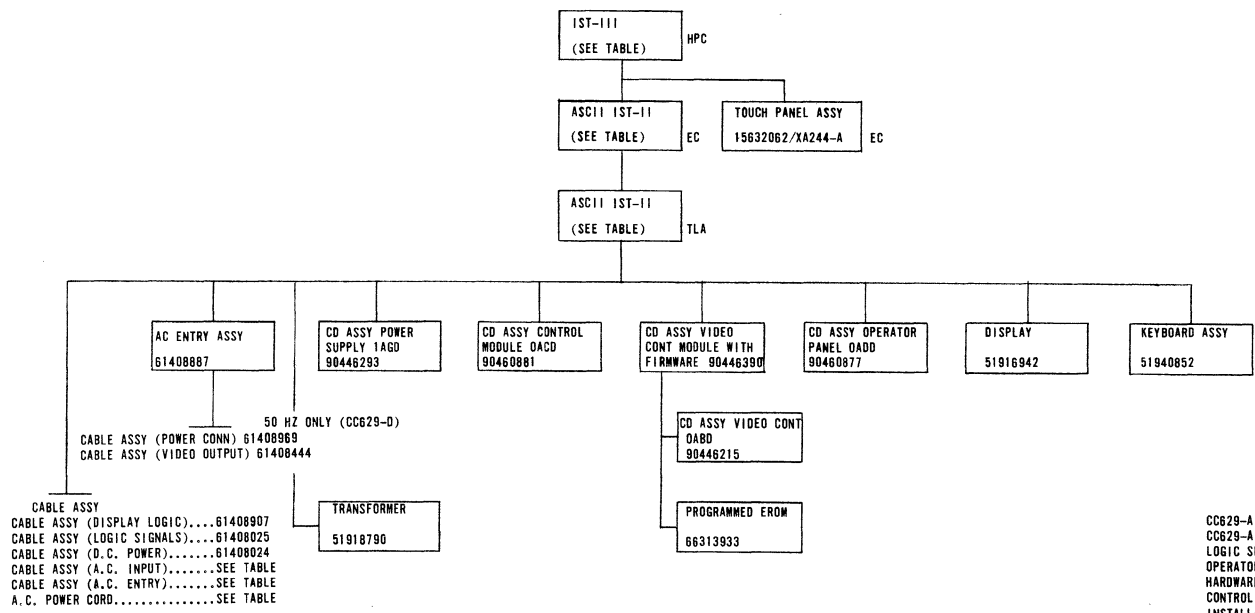 IST-III
(SEE TABLE)
HPC
ASCII IST-II
(SEE TABLE)
EC
TOUCH PANEL ASSY
15632062/XA244-A
EC
ASCII IST-II
(SEE TABLE)
TLA
AC ENTRY ASSY
61408887
CD ASSY POWER
SUPPLY 1AGD
90446293
CD ASSY CONTROL
MODULE OACD
90460881
CD ASSY VIDEO
CONT MODULE WITH
FIRMWARE 90446390
CD ASSY OPERATOR
PANEL OADD
90460877
DISPLAY
51916942
KEYBOARD ASSY
51940852
50 HZ ONLY (CC629-D)
CABLE ASSY (POWER CONN) 61408969
CABLE ASSY (VIDEO OUTPUT) 61408444
CD ASSY VIDEO CONT
OABD
90446215
TRANSFORMER
51918790
PROGRAMMED EROM
66313933
CABLE ASSY
CABLE ASSY (DISPLAY LOGIC)....61408907
CABLE ASSY (LOGIC SIGNALS)....61408025
CABLE ASSY (D.C. POWER).......61408024
CABLE ASSY (A.C. INPUT).......SEE TABLE
CABLE ASSY (A.C. ENTRY).......SEE TABLE
A.C. POWER CORD...............SEE TABLE
CC629-A
CC629-A
LOGIC SI
OPERATOR
HARDWARE
CONTROL